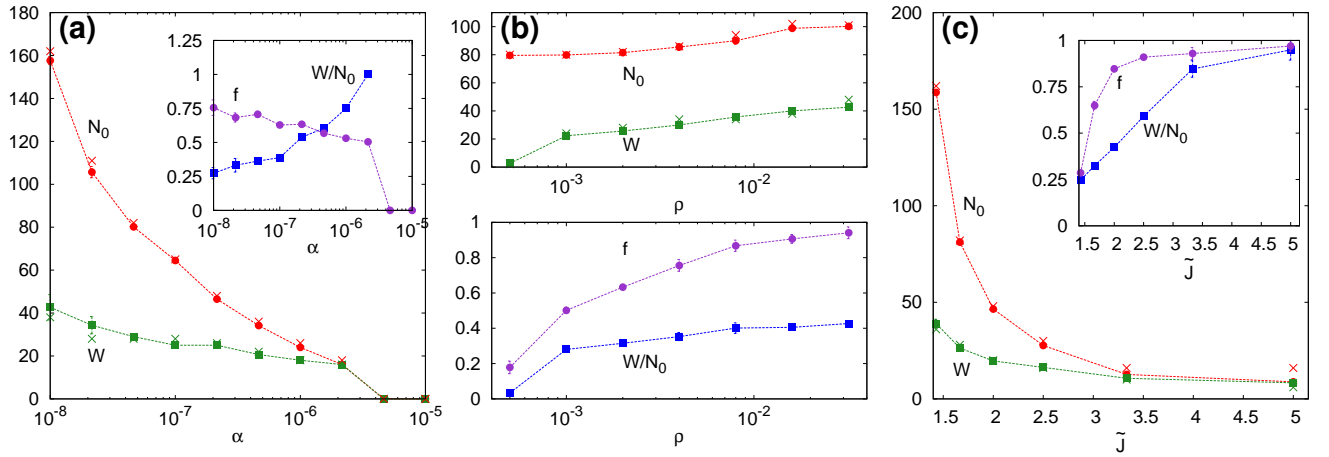 (a)
180
160
140
120
100
80
60
40
20
0
N₀
W
10⁻⁸ 10⁻⁷ 10⁻⁶ 10⁻⁵
α
1.25
1
0.75
0.5
0.25
0
f
W/N₀
10⁻⁸ 10⁻⁷ 10⁻⁶ 10⁻⁵
α
(b)
100
80
60
40
20
0
N₀
W
10⁻³ 10⁻²
ρ
1
0.8
0.6
0.4
0.2
0
f
W/N₀
10⁻³ 10⁻²
ρ
(c)
200
150
100
50
0
N₀
W
1.5 2 2.5 3 3.5 4 4.5 5
J̃
1
0.75
0.5
0.25
0
f
W/N₀
1.5 2 2.5 3 3.5 4 4.5 5
J̃